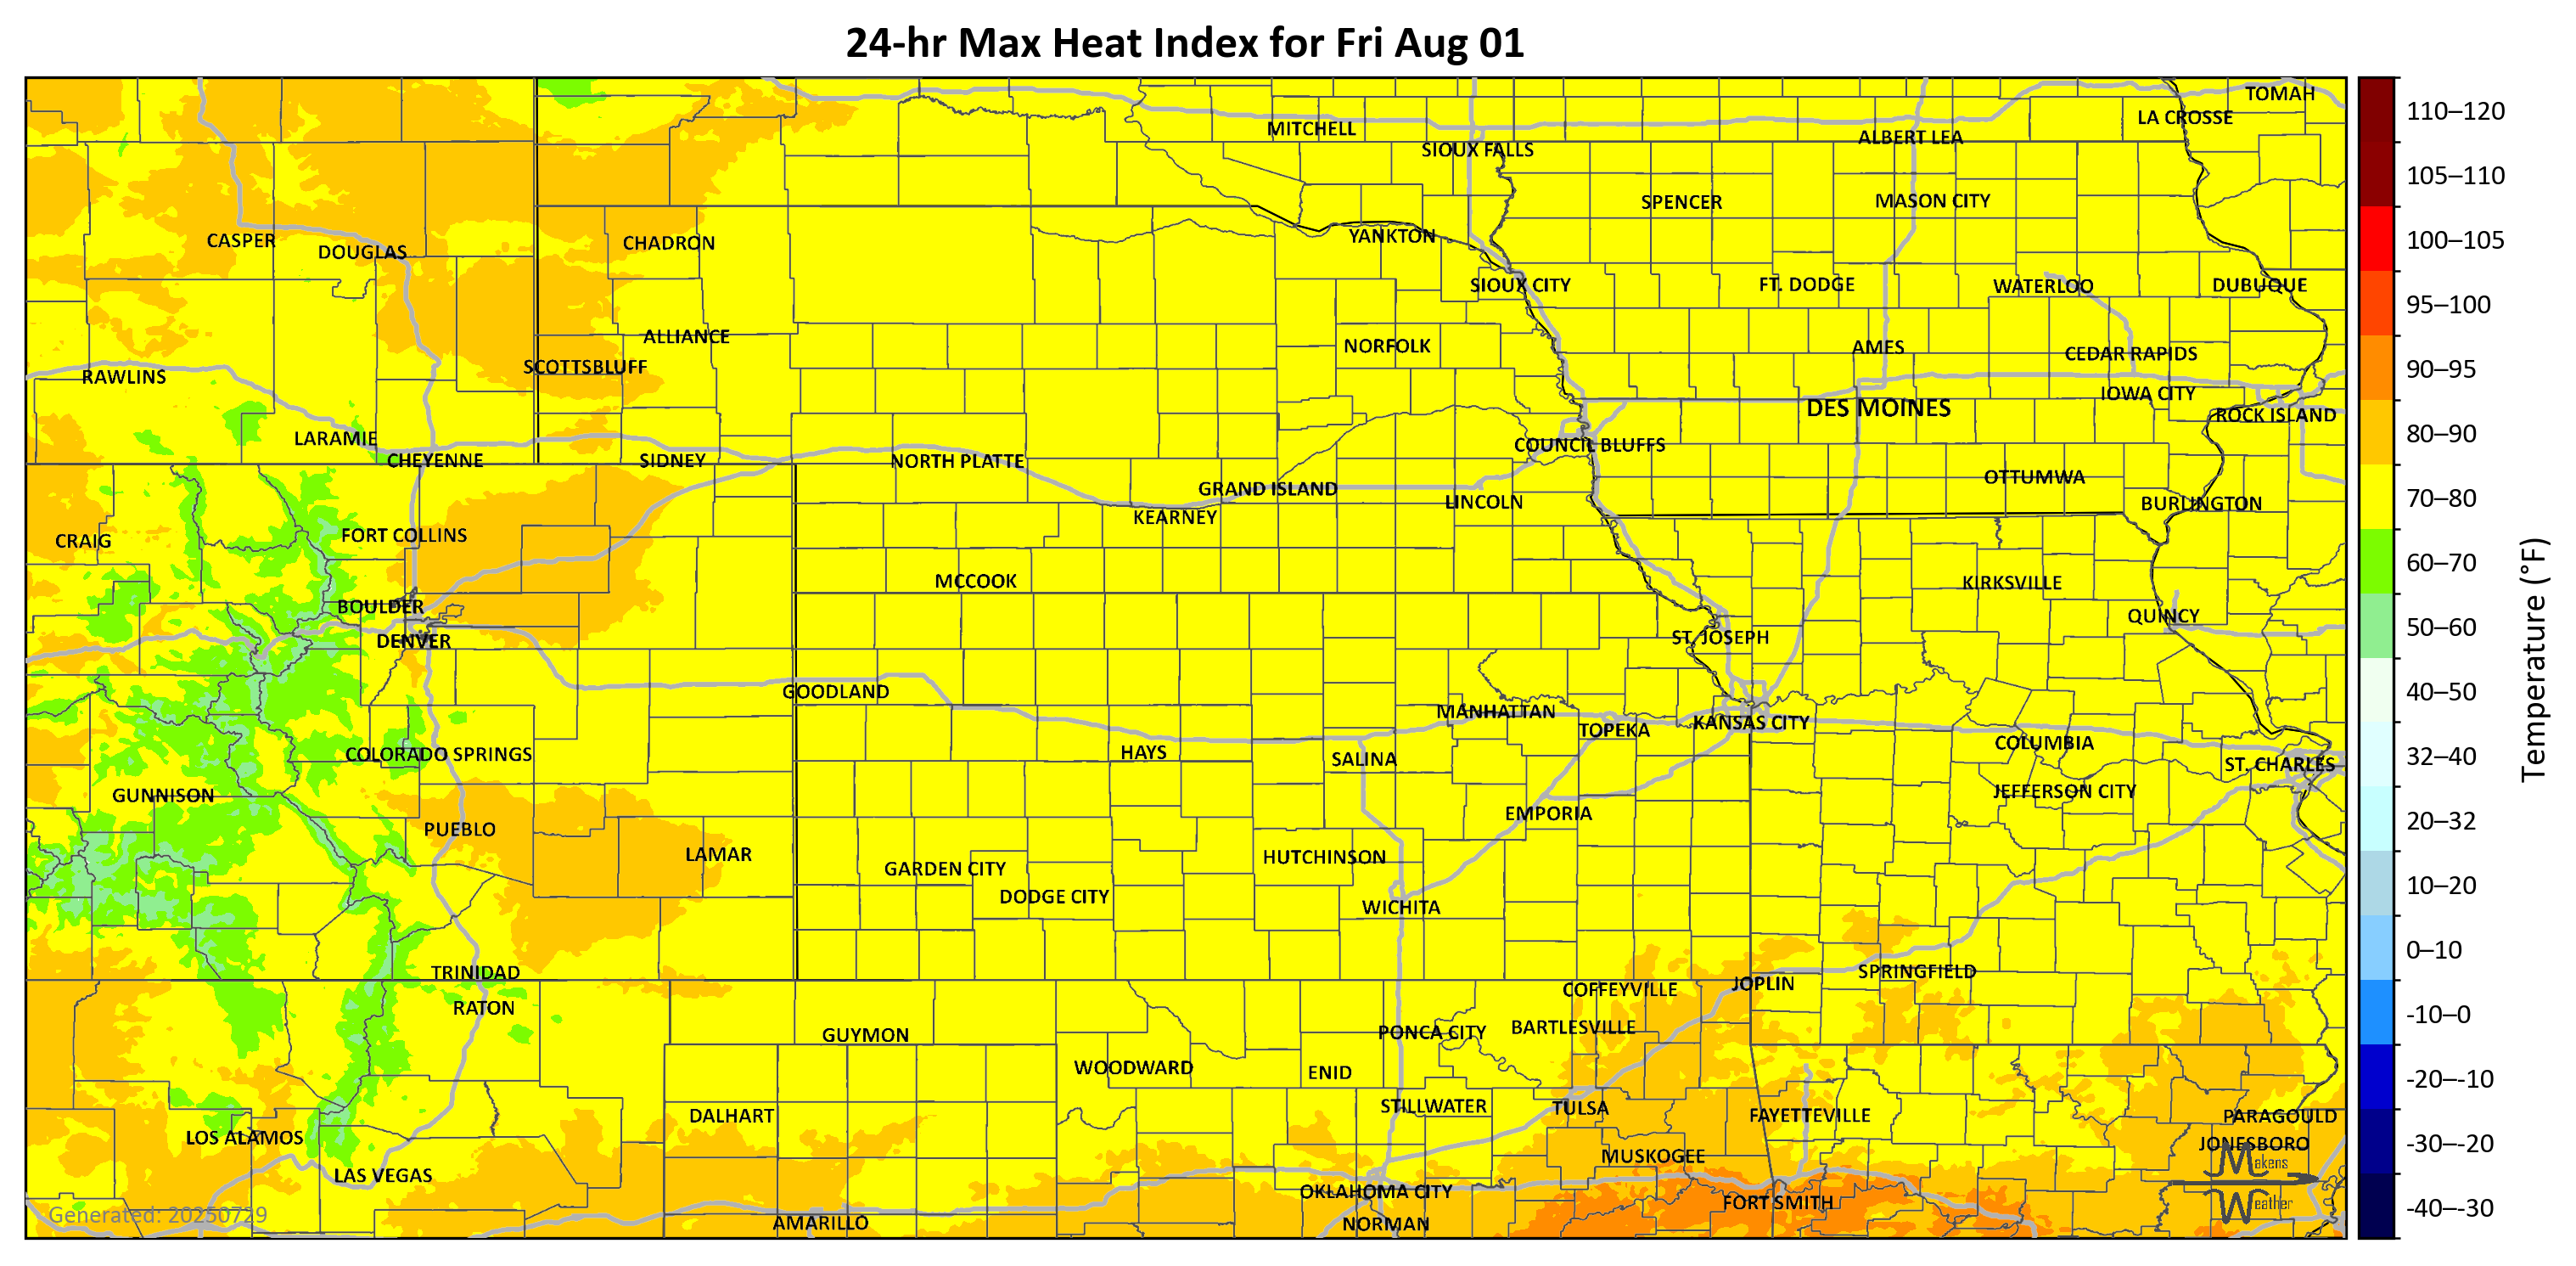 24-hr Max Heat Index for Fri Aug 01
TOMAH
LA CROSSE
MITCHELL
ALBERT LEA
SIOUX FALLS
SPENCER
MASON CITY
YANKTON
CASPER
CHADRON
DOUGLAS
SIOUX CITY
FT. DODGE
WATERLOO
DUBUQUE
ALLIANCE
NORFOLK
AMES
CEDAR RAPIDS
SCOTTSBLUFF
RAWLINS
IOWA CITY
DES MOINES
ROCK ISLAND
LARAMIE
COUNCIL BLUFFS
CHEYENNE
SIDNEY
NORTH PLATTE
OTTUMWA
GRAND ISLAND
LINCOLN
BURLINGTON
KEARNEY
FORT COLLINS
CRAIG
MCCOOK
KIRKSVILLE
BOULDER
QUINCY
DENVER
ST. JOSEPH
GOODLAND
MANHATTAN
KANSAS CITY
TOPEKA
COLUMBIA
HAYS
COLORADO SPRINGS
SALINA
ST. CHARLES
JEFFERSON CITY
GUNNISON
EMPORIA
PUEBLO
LAMAR
HUTCHINSON
GARDEN CITY
DODGE CITY
WICHITA
TRINIDAD
SPRINGFIELD
JOPLIN
COFFEYVILLE
RATON
BARTLESVILLE
PONCA CITY
GUYMON
WOODWARD
ENID
STILLWATER
TULSA
DALHART
FAYETTEVILLE
PARAGOULD
LOS ALAMOS
JONESBORO
MUSKOGEE
LAS VEGAS
OKLAHOMA CITY
FORT SMITH
AMARILLO
NORMAN
Generated: 20250729
Makens
Weather
110–120
105–110
100–105
95–100
90–95
80–90
70–80
60–70
50–60
40–50
32–40
20–32
10–20
0–10
-10–0
-20–-10
-30–-20
-40–-30
Temperature (°F)